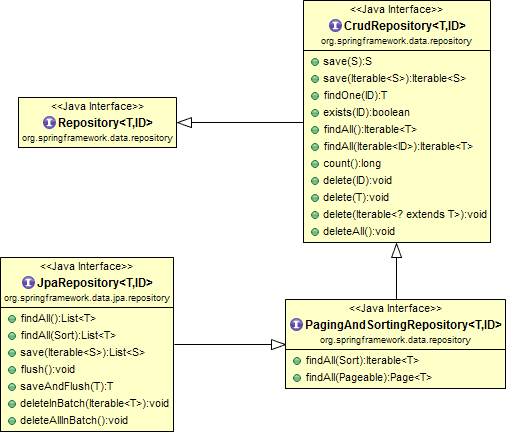 <<Java Interface>>
CrudRepository<T,ID>
org.springframework.data.repository
save(S):S
save(Iterable<S>):Iterable<S>
findOne(ID):T
exists(ID):boolean
findAll():Iterable<T>
findAll(Iterable<ID>):Iterable<T>
count():long
delete(ID):void
delete(T):void
delete(Iterable<? extends T>):void
deleteAll():void
<<Java Interface>>
Repository<T,ID>
org.springframework.data.repository
<<Java Interface>>
JpaRepository<T,ID>
org.springframework.data.jpa.repository
findAll():List<T>
findAll(Sort):List<T>
save(Iterable<S>):List<S>
flush():void
saveAndFlush(T):T
deleteInBatch(Iterable<T>):void
deleteAllInBatch():void
<<Java Interface>>
PagingAndSortingRepository<T,ID>
org.springframework.data.repository
findAll(Sort):Iterable<T>
findAll(Pageable):Page<T>